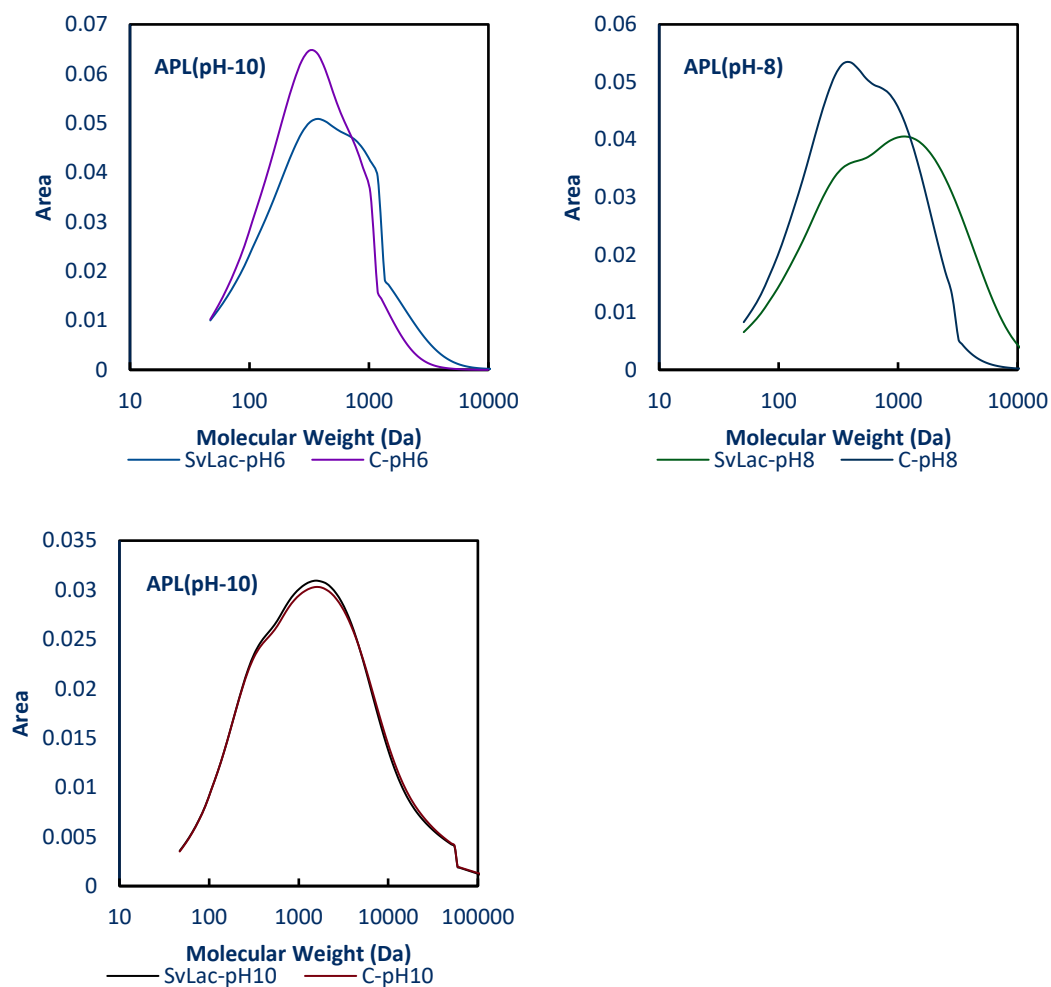 0.07
0.06
0.05
0.04
0.03
0.02
0.01
0
Area
APL(pH-10)
10 100 1000 10000
Molecular Weight (Da)
SvLac-pH6 C-pH6
0.06
0.05
0.04
0.03
0.02
0.01
0
Area
APL(pH-8)
10 100 1000 10000
Molecular Weight (Da)
SvLac-pH8 C-pH8
0.035
0.03
0.025
0.02
0.015
0.01
0.005
0
Area
APL(pH-10)
10 100 1000 10000 100000
Molecular Weight (Da)
SvLac-pH10 C-pH10